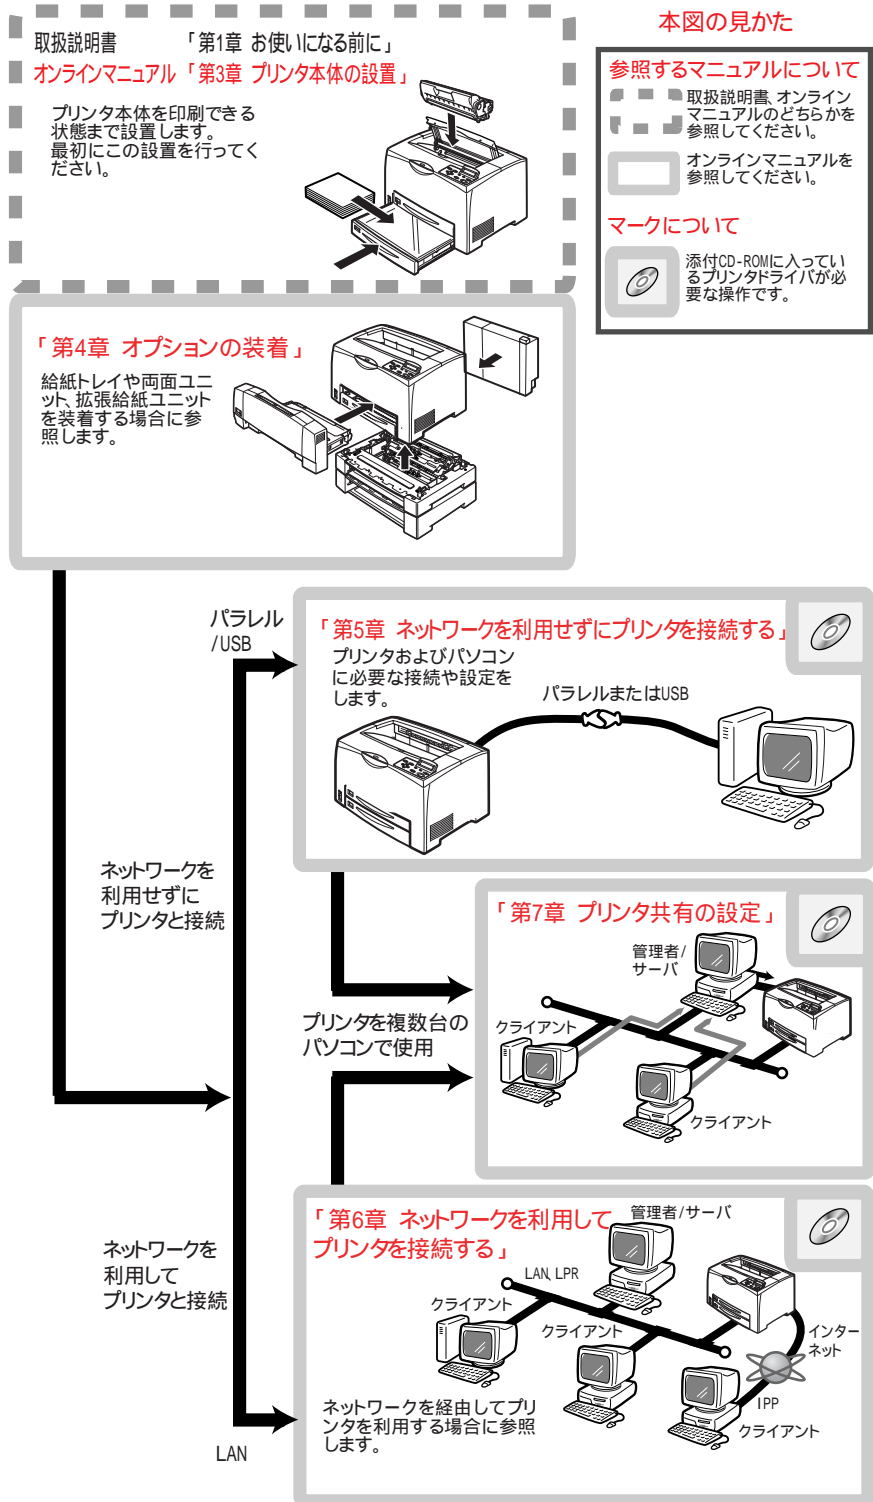 取扱説明書 「第1章 お使いになる前に」
オンラインマニュアル「第3章 プリンタ本体の設置」
プリンタ本体を印刷できる
状態まで設置します。
最初にこの設置を行ってく
ださい。
本図の見かた
参照するマニュアルについて
取扱説明書、オンライン
マニュアルのどちらかを
参照してください。
オンラインマニュアルを
参照してください。
マークについて
添付CD-ROMに入ってい
るプリンタドライバが必
要な操作です。
「第4章 オプションの装着」
給紙トレイや両面ユニ
ット、拡張給紙ユニット
を装着する場合に参
照します。
パラレル
/USB
「第5章 ネットワークを利用せずにプリンタを接続する」
プリンタおよびパソコン
に必要な接続や設定を
します。
パラレルまたはUSB
ネットワークを
利用せずに
プリンタと接続
「第7章 プリンタ共有の設定」
管理者/
サーバ
クライアント
クライアント
プリンタを複数台の
パソコンで使用
ネットワークを
利用して
プリンタと接続
LAN
「第6章 ネットワークを利用して
プリンタを接続する」
管理者/サーバ
LAN, LPR
クライアント
クライアント
インター
ネット
IPP
クライアント
ネットワークを経由してプリ
ンタを利用する場合に参照
します。